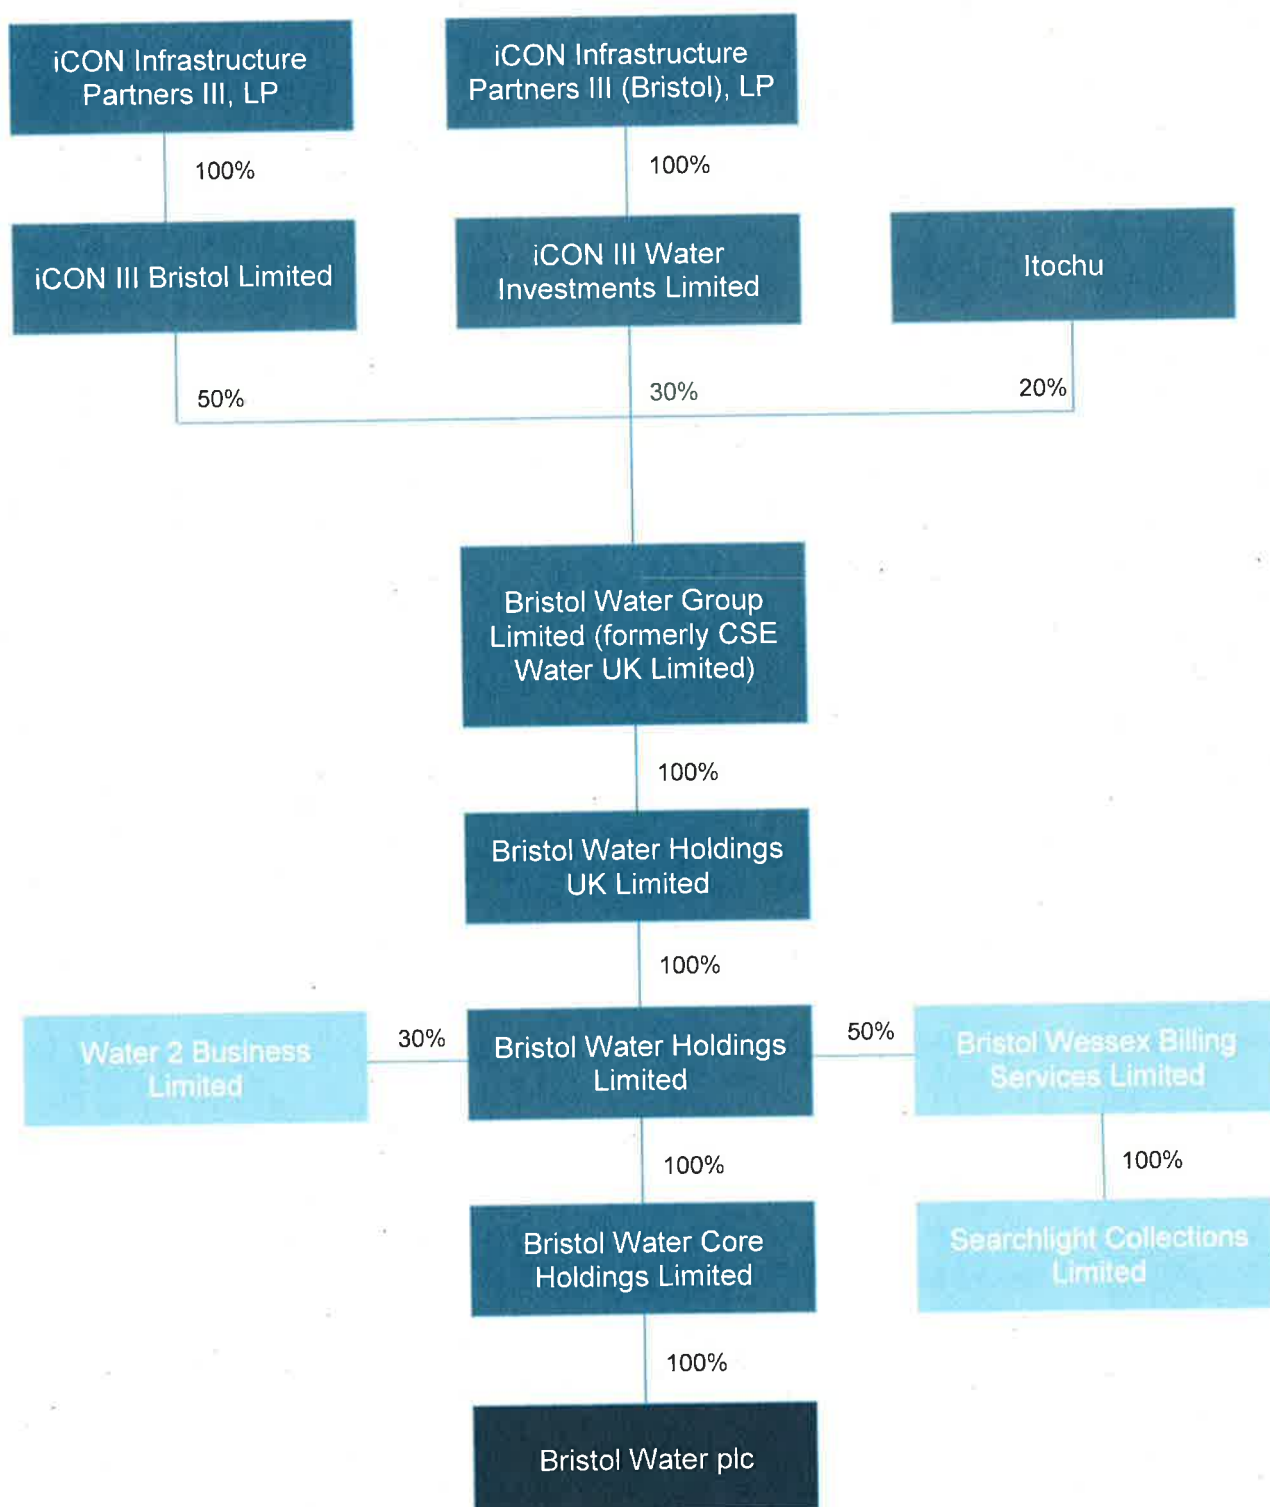 iCON Infrastructure
Partners III, LP
iCON Infrastructure
Partners III (Bristol), LP
100%
100%
iCON III Bristol Limited
iCON III Water
Investments Limited
Itochu
50%
30%
20%
Bristol Water Group
Limited (formerly CSE
Water UK Limited)
100%
Bristol Water Holdings
UK Limited
100%
Water 2 Business
Limited
30%
Bristol Water Holdings
Limited
50%
Bristol Wessex Billing
Services Limited
100%
100%
Bristol Water Core
Holdings Limited
Searchlight Collections
Limited
100%
Bristol Water plc